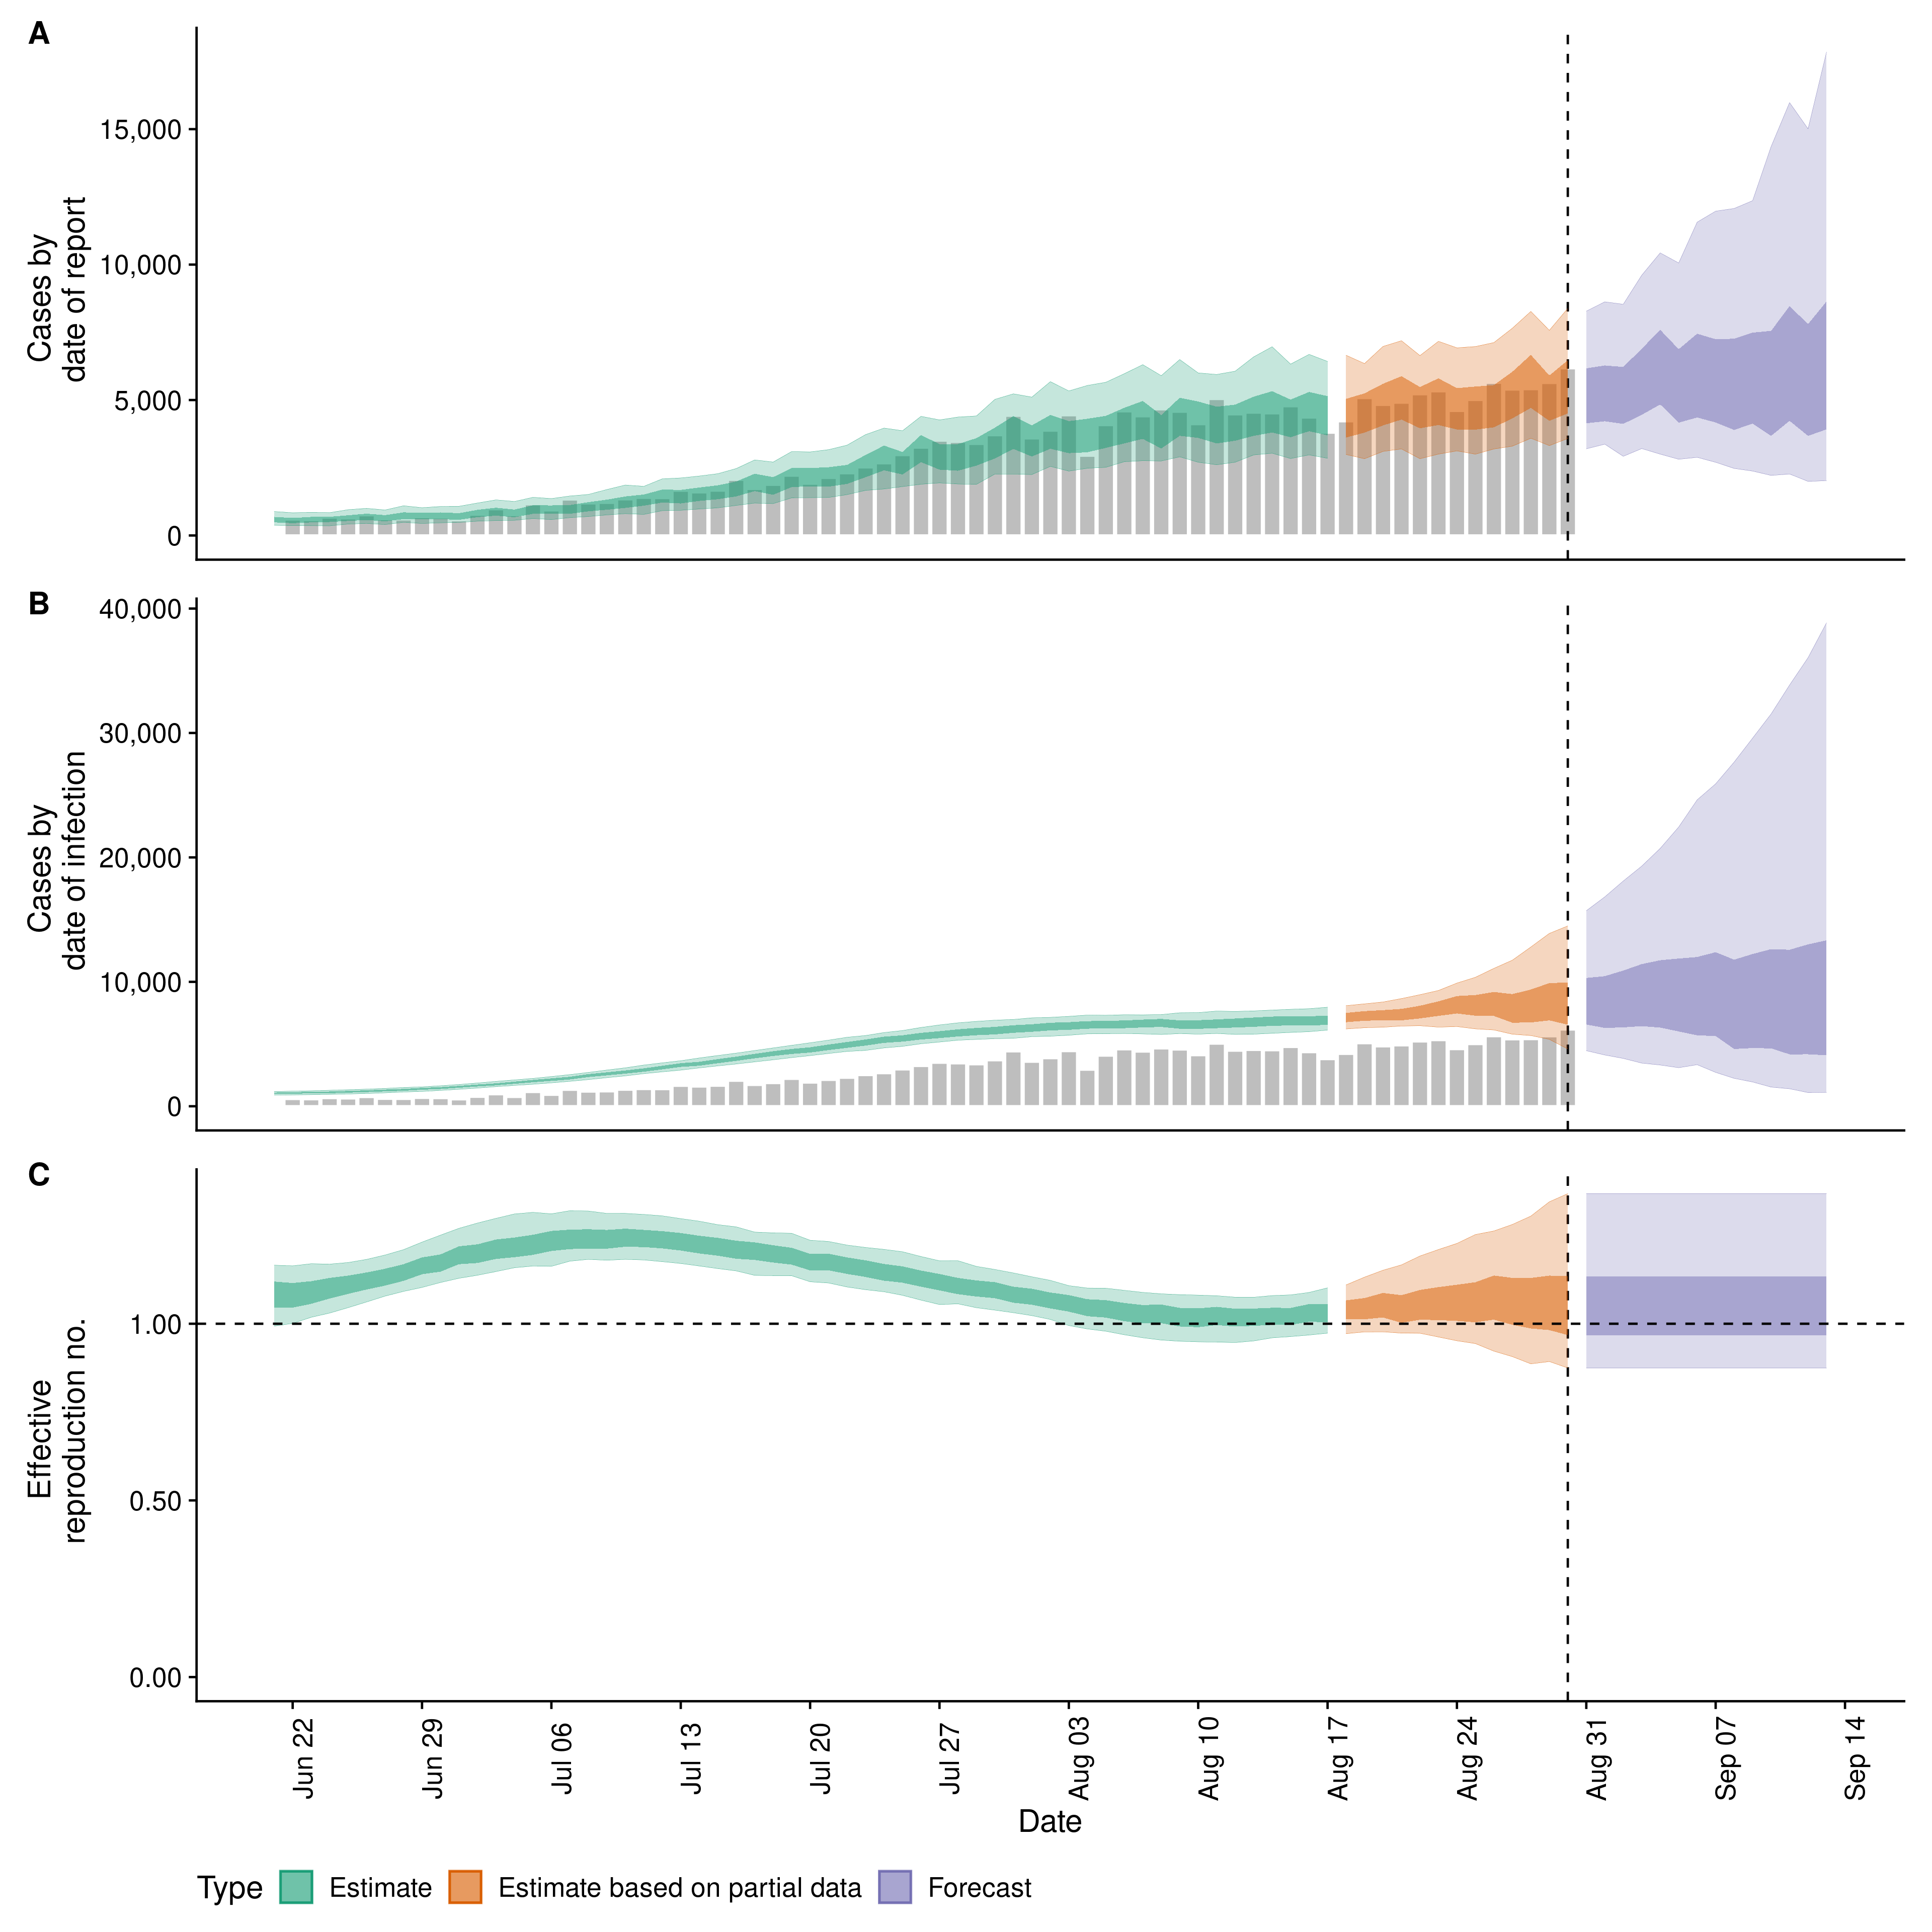 A
15,000
10,000
5,000
0
Cases by
date of report
B
40,000
30,000
20,000
10,000
0
Cases by
date of infection
C
1.00
0.50
0.00
Effective
reproduction no.
Jun 22
Jun 29
Jul 06
Jul 13
Jul 20
Jul 27
Aug 03
Aug 10
Aug 17
Aug 24
Aug 31
Sep 07
Sep 14
Date
Type Estimate Estimate based on partial data Forecast